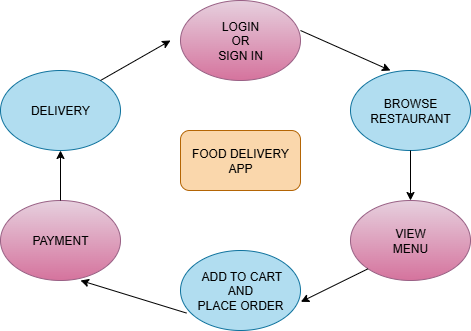 LOGIN
OR
SIGN IN
BROWSE
RESTAURANT
VIEW
MENU
ADD TO CART
AND
PLACE ORDER
PAYMENT
DELIVERY
FOOD DELIVERY
APP